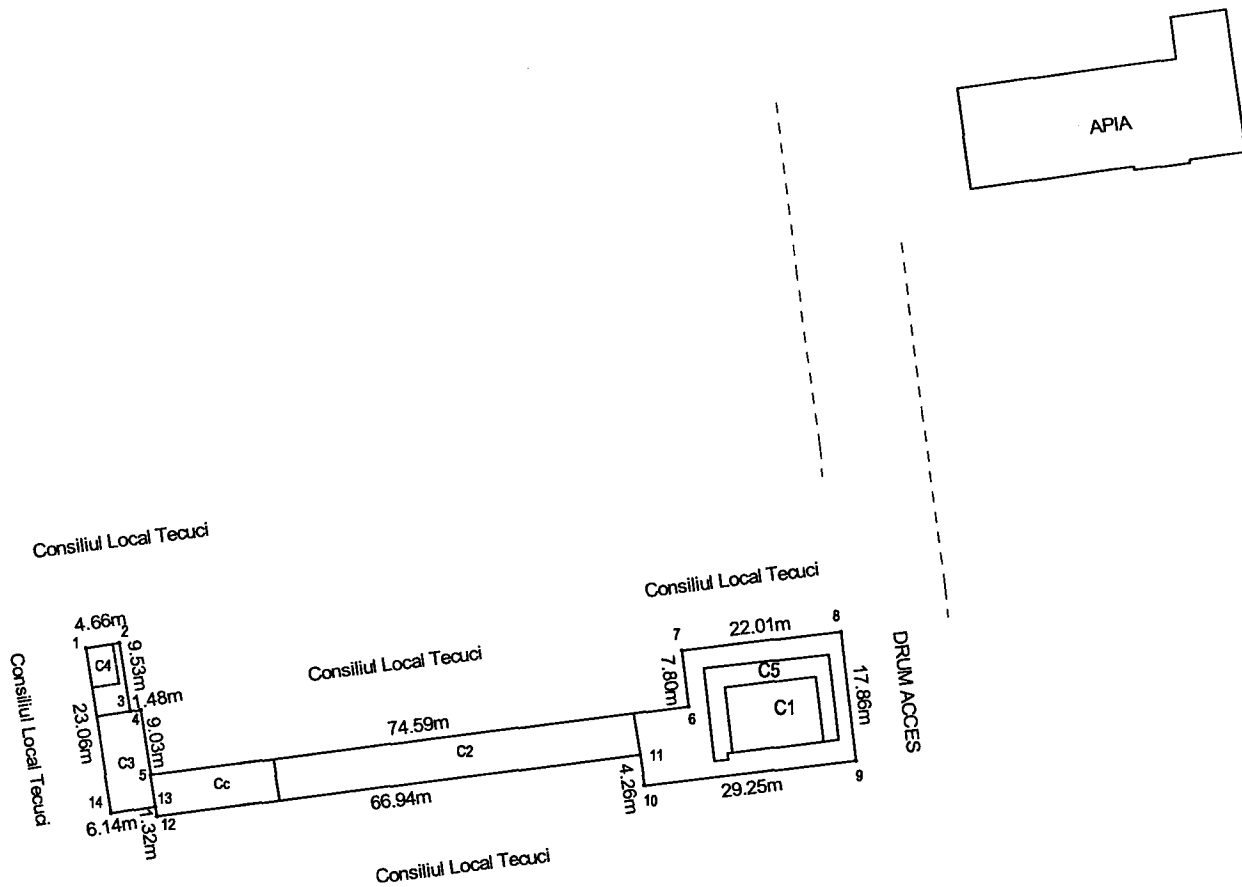 APIA
Consiliul Local Tecuci
Consiliul Local Tecuci
4.66m
1
2
C4
9.53m
3
1.48m
4
Consiliul Local Tecuci
23.06m
C3
9.03m
5
14
13
6.14m
1.32m
12
Consiliul Local Tecuci
74.59m
Cc
C2
66.94m
Consiliul Local Tecuci
7
22.01m
8
7.80m
C5
C1
6
17.86m
DRUM ACCES
11
4.26m
10
29.25m
9
Consiliul Local Tecuci